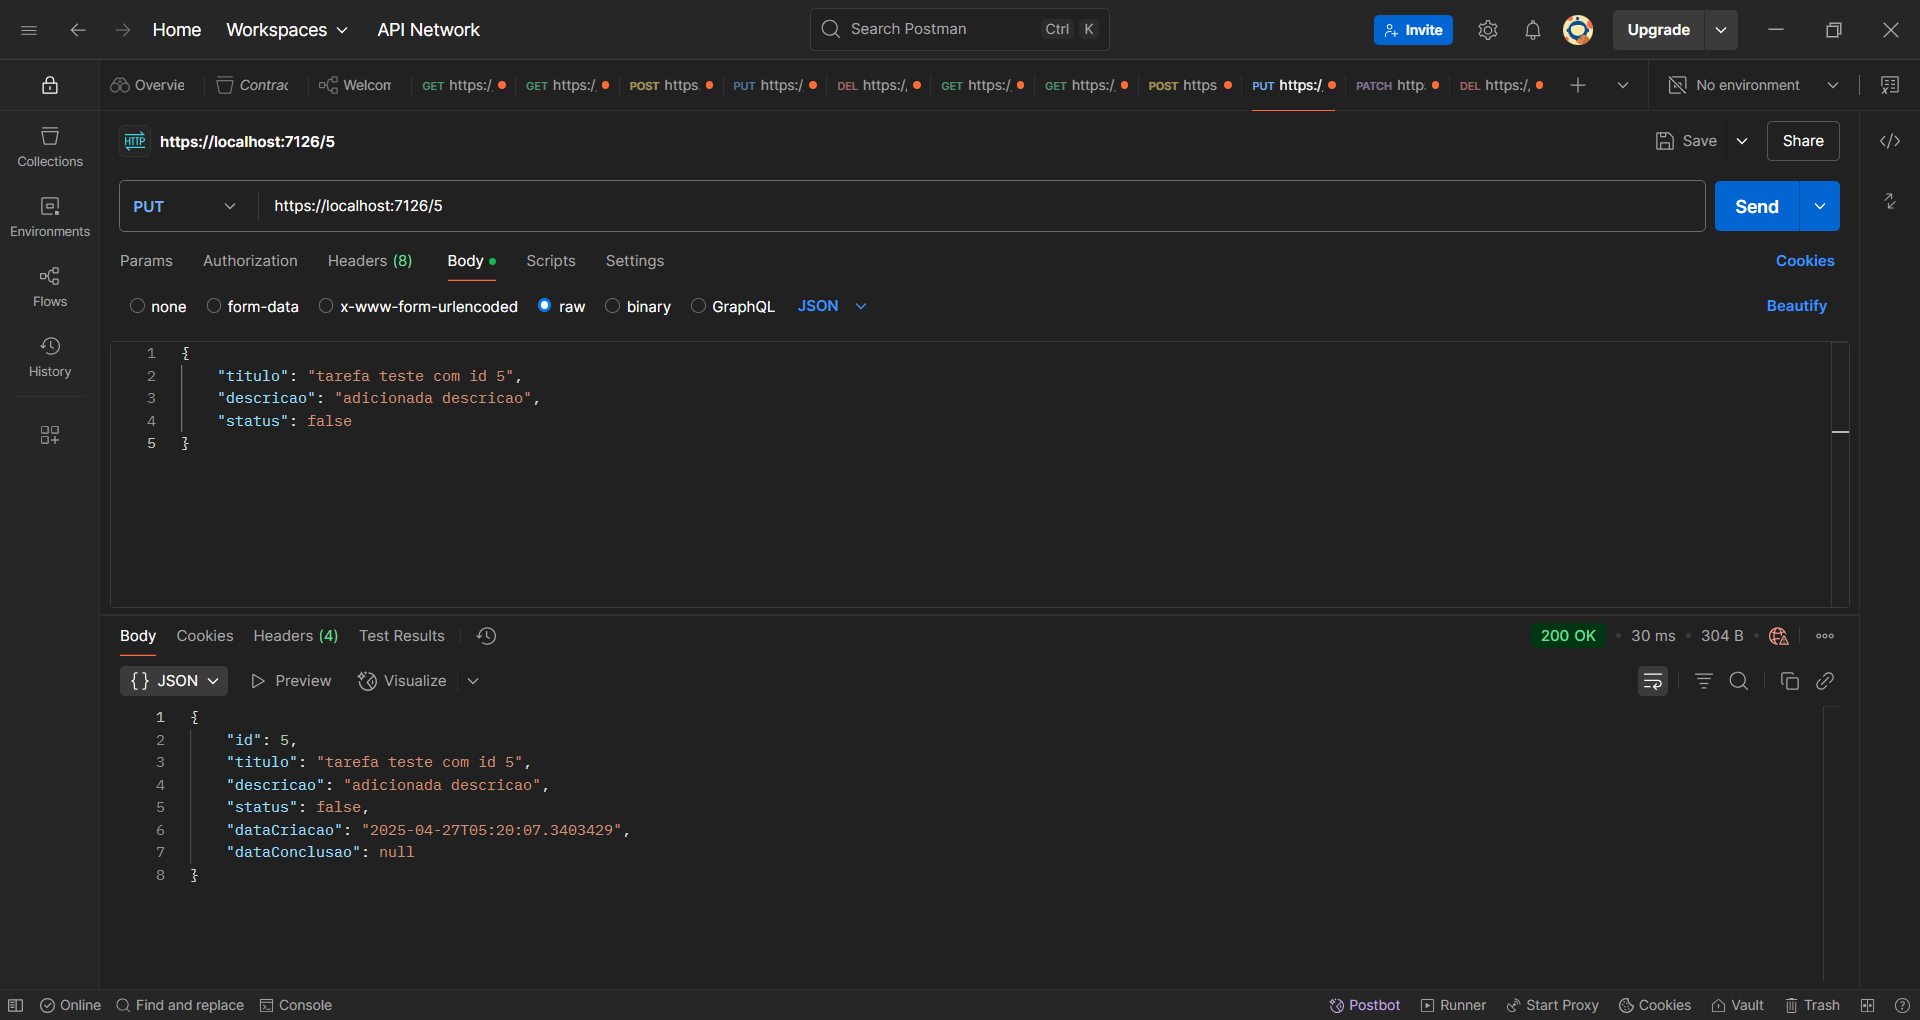 Home Workspaces API Network Search Postman Ctrl K Invite Upgrade
Overvie Contrac Welcom GET https:/ GET https:/ POST https PUT https:/ DEL https:/ GET https:/ GET https:/ POST https PUT https:/ PATCH http DEL https:/ No environment
HTTP https://localhost:7126/5 Save Share
PUT https://localhost:7126/5 Send
Params Authorization Headers (8) Body Scripts Settings Cookies
none form-data x-www-form-urlencoded raw binary GraphQL JSON Beautify
Collections
Environments
Flows
History
1 {
2 "titulo": "tarefa teste com id 5",
3 "descricao": "adicionada descricao",
4 "status": false
5 }
Body Cookies Headers (4) Test Results 200 OK 30 ms 304 B
{} JSON Preview Visualize
1 {
2 "id": 5,
3 "titulo": "tarefa teste com id 5",
4 "descricao": "adicionada descricao",
5 "status": false,
6 "dataCriacao": "2025-04-27T05:20:07.3403429",
7 "dataConclusao": null
8 }
Online Find and replace Console Postbot Runner Start Proxy Cookies Vault Trash